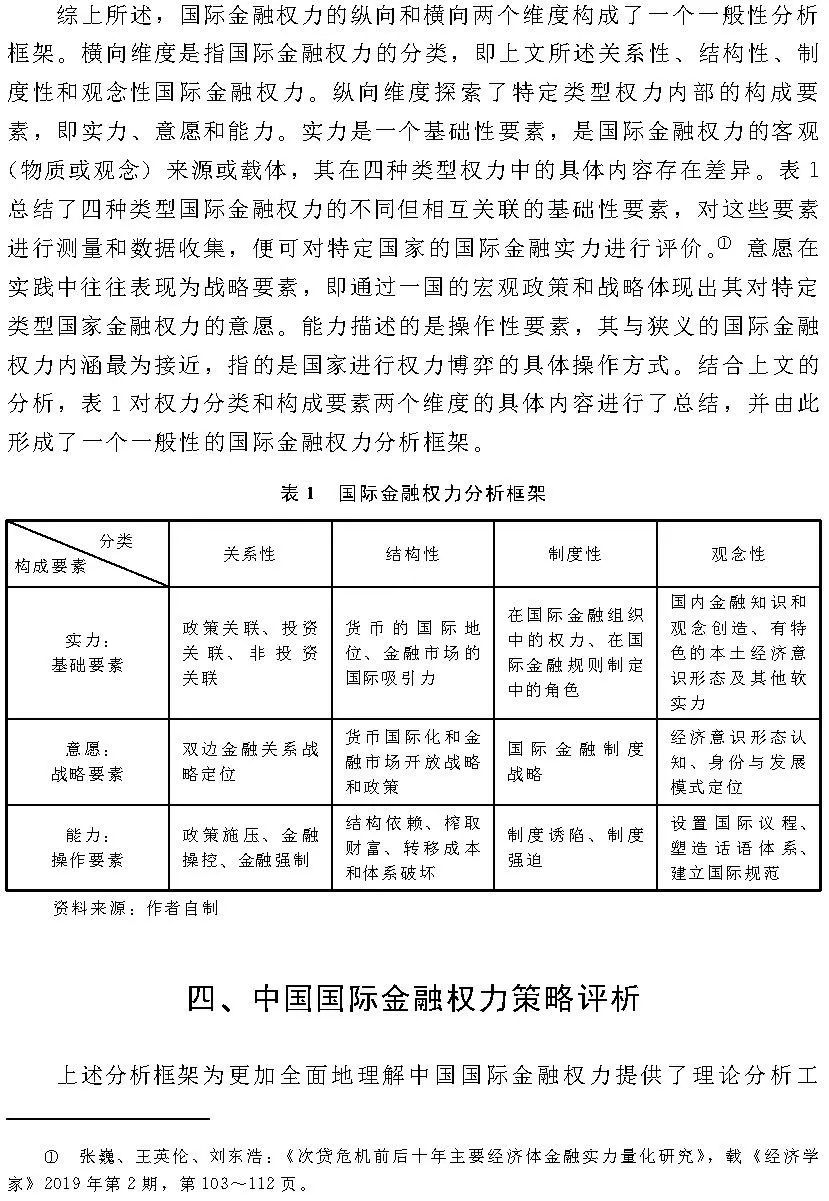 综上所述，国际金融权力的纵向和横向两个维度构成了一个一般性分析
框架。横向维度是指国际金融权力的分类，即上文所述关系性、结构性、制
度性和观念性国际金融权力。纵向维度探索了特定类型权力内部的构成要
素，即实力、意愿和能力。实力是一个基础性要素，是国际金融权力的客观
（物质或观念）来源或载体，其在四种类型权力中的具体内容存在差异。表 1
总结了四种类型国际金融权力的不同但相互关联的基础性要素，对这些要素
进行测量和数据收集，便可对特定国家的国际金融实力进行评价。① 意愿在
实践中往往表现为战略要素，即通过一国的宏观政策和战略体现出其对特定
类型国家金融权力的意愿。能力描述的是操作性要素，其与狭义的国际金融
权力内涵最为接近，指的是国家进行权力博弈的具体操作方式。结合上文的
分析，表 1 对权力分类和构成要素两个维度的具体内容进行了总结，并由此
形成了一个一般性的国际金融权力分析框架。
表 1 国际金融权力分析框架
分类
构成要素
关系性
结构性
制度性
观念性
实力：
基础要素
政策关联、投资
关联、非投资
关联
货币的国际地
位、金融市场的
国际吸引力
在国际金融组织
中的权力、在国
际金融规则制定
中的角色
国内金融知识和
观念创造、有特
色的本土经济意
识形态及其他软
实力
意愿：
战略要素
双边金融关系战
略定位
货币国际化和金
融市场开放战略
和政策
国际金融制度
战略
经济意识形态认
知、身份与发展
模式定位
能力：
操作要素
政策施压、金融
操控、金融强制
结构依赖、榨取
财富、转移成本
和体系破坏
制度诱陷、制度
强迫
设置国际议程、
塑造话语体系、
建立国际规范
资料来源：作者自制
四、中国国际金融权力策略评析
上述分析框架为更加全面地理解中国国际金融权力提供了理论分析工
① 张巍、王英伦、刘东浩：《次贷危机前后十年主要经济体金融实力量化研究》，载《经济学
家》2019 年第 2 期，第 103～112 页。